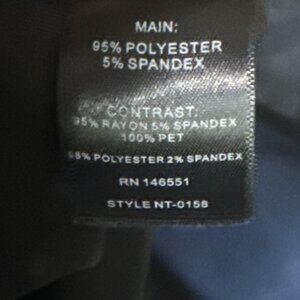 MAIN:
95% POLYESTER
5% SPANDEX
CONTRAST:
95% RAYON 5% SPANDEX
100% PET
98% POLYESTER 2% SPANDEX
RN 146551
STYLE NT-0158